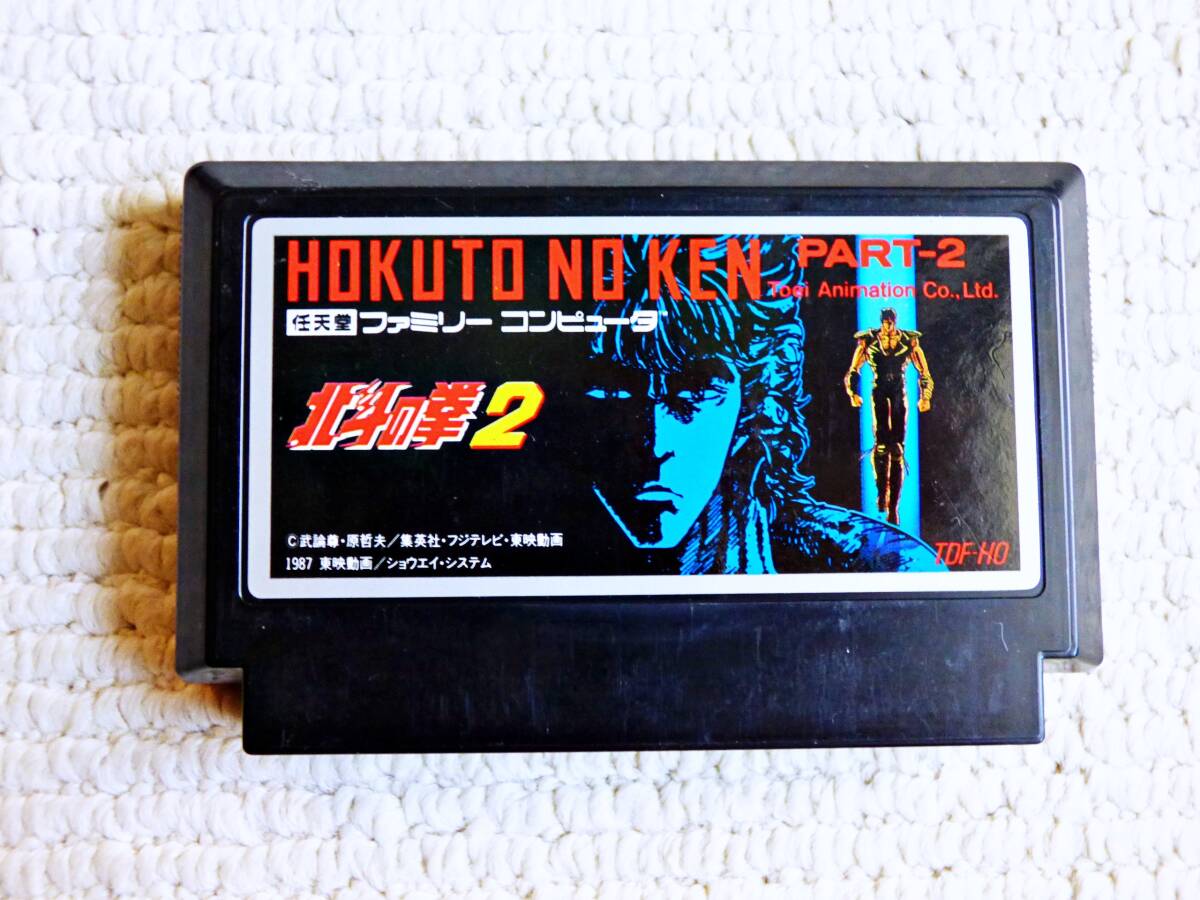 HOKUTO NO KEN PART-2
Toei Animation Co., Ltd.
任天堂 ファミリー コンピュータ™
北斗の拳2
©武論尊・原哲夫／集英社・フジテレビ・東映動画
1987 東映動画／ショウエイ・システム
TDF-HO